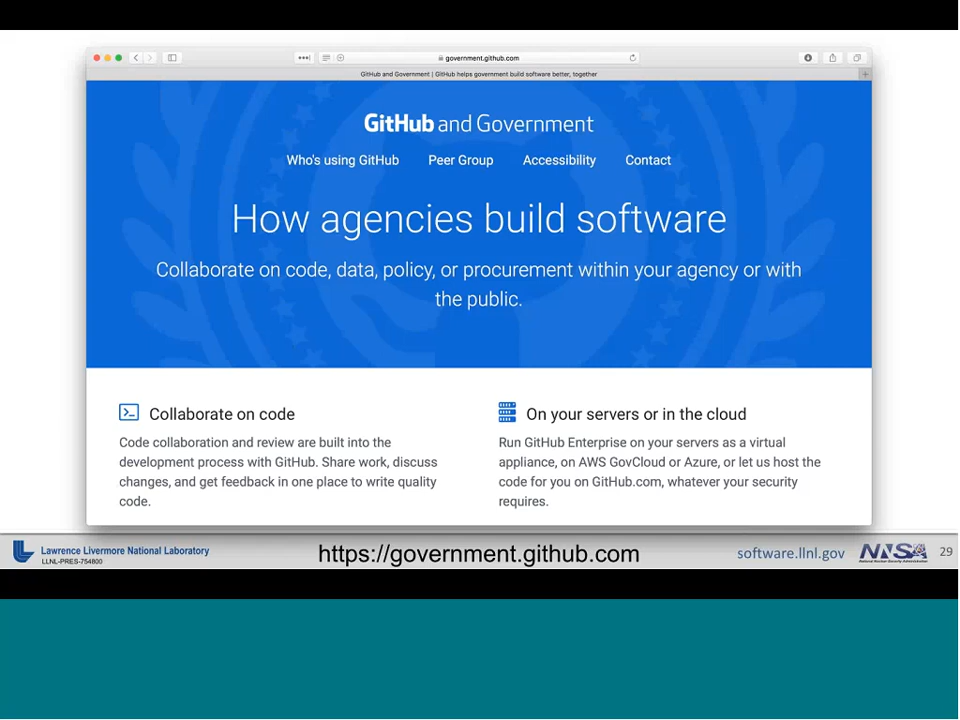 government.github.com
GitHub and Government | GitHub helps government build software better, together
GitHub and Government
Who's using GitHub Peer Group Accessibility Contact
How agencies build software
Collaborate on code, data, policy, or procurement within your agency or with
the public.
Collaborate on code
Code collaboration and review are built into the
development process with GitHub. Share work, discuss
changes, and get feedback in one place to write quality
code.
On your servers or in the cloud
Run GitHub Enterprise on your servers as a virtual
appliance, on AWS GovCloud or Azure, or let us host the
code for you on GitHub.com, whatever your security
requires.
Lawrence Livermore National Laboratory
LLNL-PRES-754800
https://government.github.com
software.llnl.gov
NNSA
National Nuclear Security Administration
29